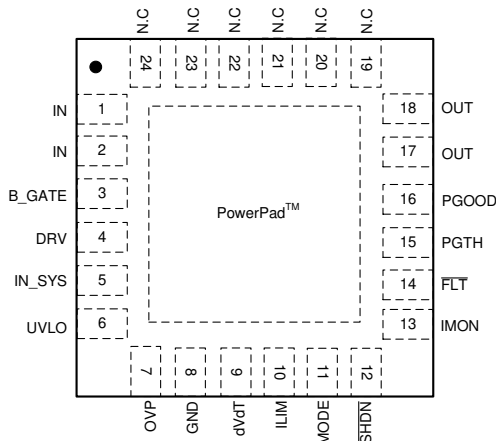 N.C N.C N.C N.C N.C N.C
24 23 22 21 20 19
IN 1 18 OUT
IN 2 17 OUT
B_GATE 3 16 PGOOD
DRV 4 PowerPad™ 15 PGTH
IN_SYS 5 14 FLT
UVLO 6 13 IMON
7 8 9 10 11 12
OVP GND dVdT ILIM MODE SHDN